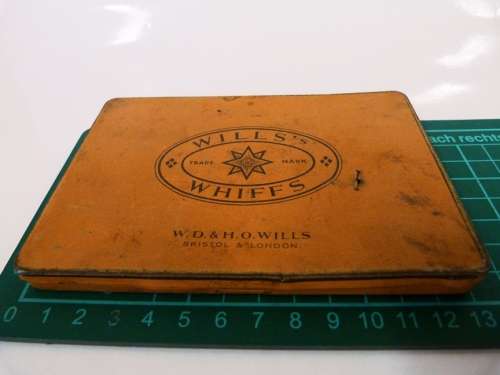 WILLS's
TRADE MARK
WHIFFS
W.D. & H.O. WILLS
BRISTOL & LONDON.
ach rechts
0 1 2 3 4 5 6 7 8 9 10 11 12 13